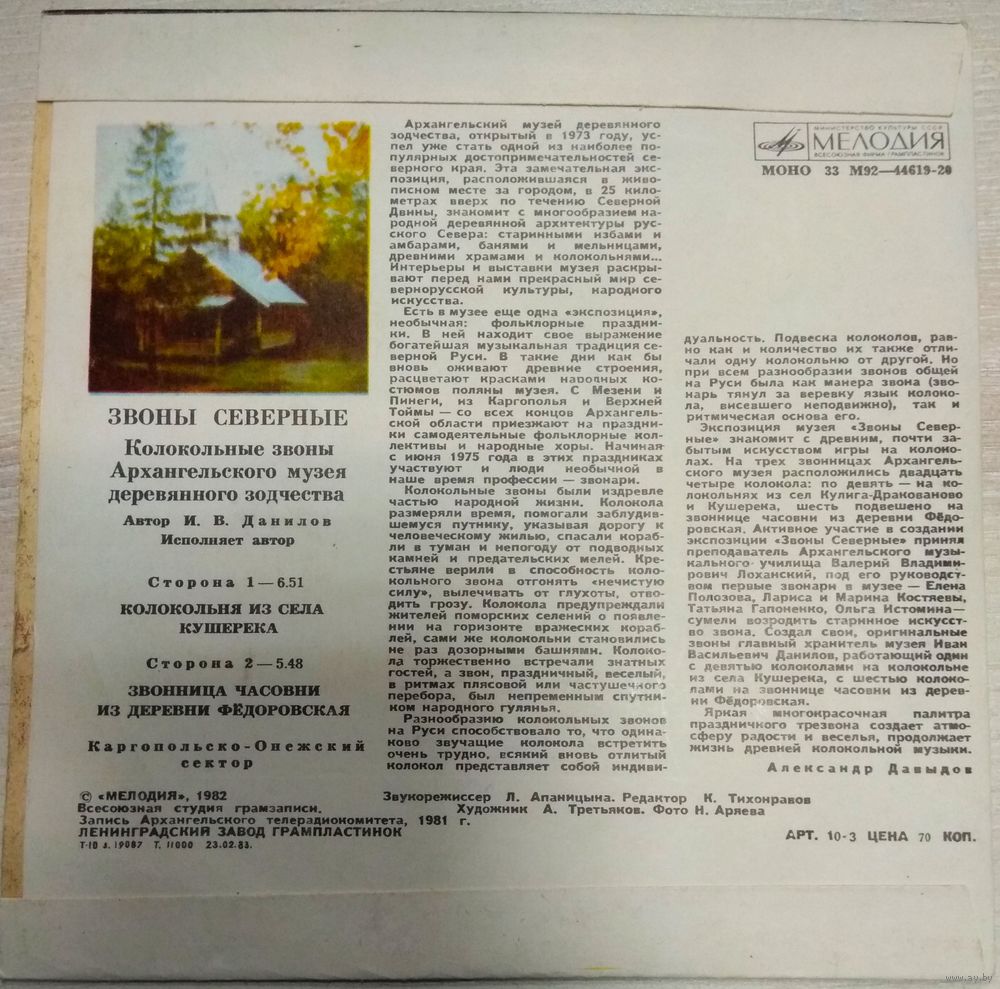 МИНИСТЕРСТВО КУЛЬТУРЫ СССР
МЕЛОДИЯ
ВСЕСОЮЗНАЯ ФИРМА ГРАМПЛАСТИНОК
МОНО 33 М92—44619-20
ЗВОНЫ СЕВЕРНЫЕ
Колокольные звоны
Архангельского музея
деревянного зодчества
Автор И. В. Данилов
Исполняет автор
Сторона 1 — 6.51
КОЛОКОЛЬНЯ ИЗ СЕЛА
КУШЕРЕКА
Сторона 2 — 5.48
ЗВОННИЦА ЧАСОВНИ
ИЗ ДЕРЕВНИ ФЁДОРОВСКАЯ
Каргопольско-Онежский
сектор
Архангельский музей деревянного
зодчества, открытый в 1973 году, ус-
пел уже стать одной из наиболее по-
пулярных достопримечательностей се-
верного края. Эта замечательная экс-
позиция, расположившаяся в живо-
писном месте за городом, в 25 кило-
метрах вверх по течению Северной
Двины, знакомит с многообразием на-
родной деревянной архитектуры рус-
ского Севера: старинными избами и
амбарами, банями и мельницами,
древними храмами и колокольнями...
Интерьеры и выставки музея раскры-
вают перед нами прекрасный мир се-
вернорусской культуры, народного
искусства.
Есть в музее еще одна «экспозиция»,
необычная: фольклорные праздни-
ки. В ней находит свое выражение
богатейшая музыкальная традиция се-
верной Руси. В такие дни как бы
вновь оживают древние строения,
расцветают красками народных ко-
стюмов поляны музея. С Мезени и
Пинеги, из Каргополья и Верхней
Тоймы — со всех концов Архангель-
ской области приезжают на праздни-
ки самодеятельные фольклорные кол-
лективы и народные хоры. Начиная
с июня 1975 года в этих праздниках
участвуют и люди необычной в
наше время профессии — звонари.
Колокольные звоны были издревле
частью народной жизни. Колокола
размеряли время, помогали заблудив-
шемуся путнику, указывая дорогу к
человеческому жилью, спасали кораб-
ли в туман и непогоду от подводных
камней и предательских мелей. Кре-
стьяне верили в способность коло-
кольного звона отгонять «нечистую
силу», вылечивать от глухоты, отво-
дить грозу. Колокола предупреждали
жителей поморских селений о появле-
нии на горизонте вражеских кораб-
лей, сами же колокольни становились
не раз дозорными башнями. Колоко-
ла торжественно встречали знатных
гостей, а звон, праздничный, веселый,
в ритмах плясовой или частушечного
перебора, был непременным спутни-
ком народного гулянья.
Разнообразию колокольных звонов
на Руси способствовало то, что одина-
ково звучащие колокола встретить
очень трудно, всякий вновь отлитый
колокол представляет собой индиви-
дуальность. Подвеска колоколов, рав-
но как и количество их также отли-
чали одну колокольню от другой. Но
при всем разнообразии звонов общей
на Руси была как манера звона (зво-
нарь тянул за веревку язык колоко-
ла, висевшего неподвижно), так и
ритмическая основа его.
Экспозиция музея «Звоны Север-
ные» знакомит с древним, почти за-
бытым искусством игры на колоко-
лах. На трех звонницах Архангель-
ского музея расположились двадцать
четыре колокола: по девять — на ко-
локольнях из сел Кулига-Дракованово
и Кушерека, шесть подвешено на
звоннице часовни из деревни Фёдо-
ровская. Активное участие в создании
экспозиции «Звоны Северные» принял
преподаватель Архангельского музы-
кального училища Валерий Владими-
рович Лоханский, под его руководст-
вом первые звонари в музее — Елена
Полозова, Лариса и Марина Костяевы,
Татьяна Гапоненко, Ольга Истомина—
сумели возродить старинное искусст-
во звона. Создал свои, оригинальные
звоны главный хранитель музея Иван
Васильевич Данилов, работающий один
с девятью колоколами на колокольне
из села Кушерека, с шестью колоко-
лами на звоннице часовни из дерев-
ни Фёдоровская.
Яркая многокрасочная палитра
праздничного трезвона создает атмо-
сферу радости и веселья, продолжает
жизнь древней колокольной музыки.
Александр Давыдов
© «МЕЛОДИЯ», 1982
Всесоюзная студия грамзаписи.
Запись Архангельского телерадиокомитета, 1981 г.
ЛЕНИНГРАДСКИЙ ЗАВОД ГРАМПЛАСТИНОК
Т-10 з. 19087 Т. 11000 23.02.83.
Звукорежиссер Л. Апаницына. Редактор К. Тихонравов
Художник А. Третьяков. Фото Н. Аряева
АРТ. 10-3 ЦЕНА 70 КОП.
www.ay.by